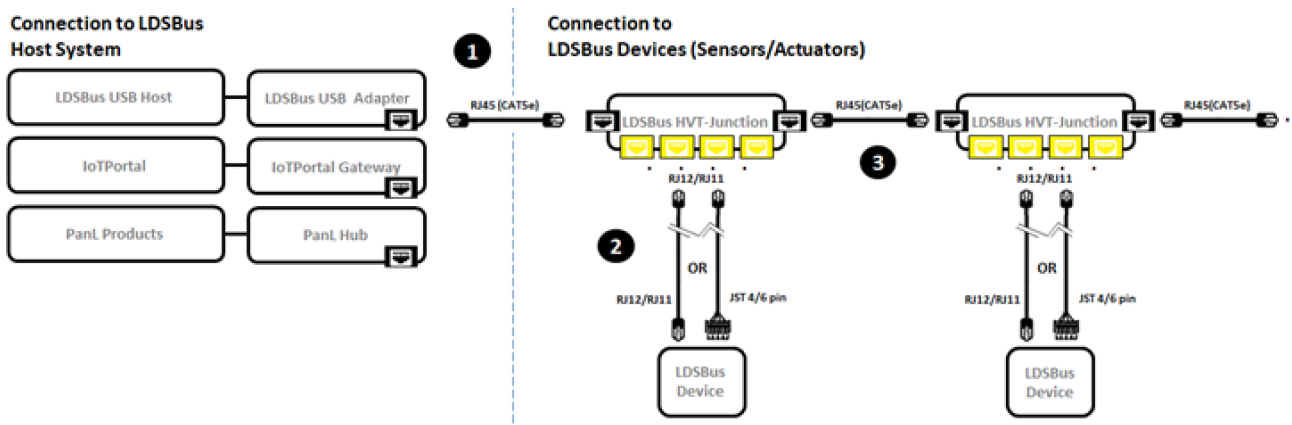 Connection to LDSBus
Host System
LDSBus USB Host
LDSBus USB Adapter
IoTPortal
IoTPortal Gateway
PanL Products
PanL Hub
1
RJ45 (CAT5e)
Connection to
LDSBus Devices (Sensors/Actuators)
LDSBus HVT-Junction
RJ45(CAT5e)
LDSBus HVT-Junction
RJ45(CAT5e)
3
RJ12/RJ11
RJ12/RJ11
2
OR
OR
RJ12/RJ11
JST 4/6 pin
RJ12/RJ11
JST 4/6 pin
LDSBus
Device
LDSBus
Device